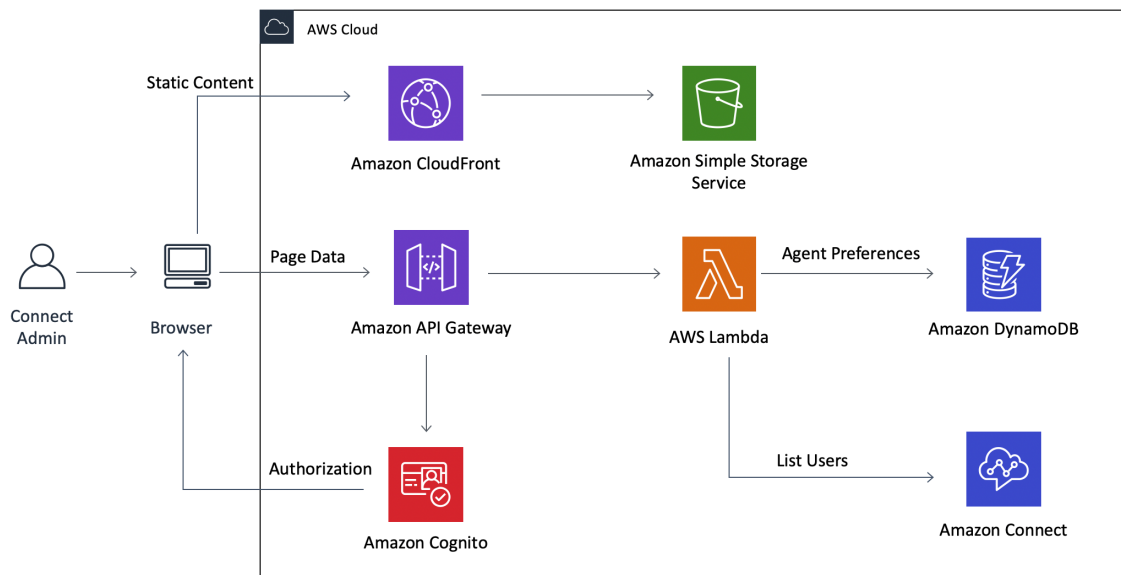 AWS Cloud
Static Content
Amazon CloudFront
Amazon Simple Storage
Service
Page Data
Agent Preferences
Connect
Admin
Browser
Amazon API Gateway
AWS Lambda
Amazon DynamoDB
Authorization
List Users
Amazon Cognito
Amazon Connect